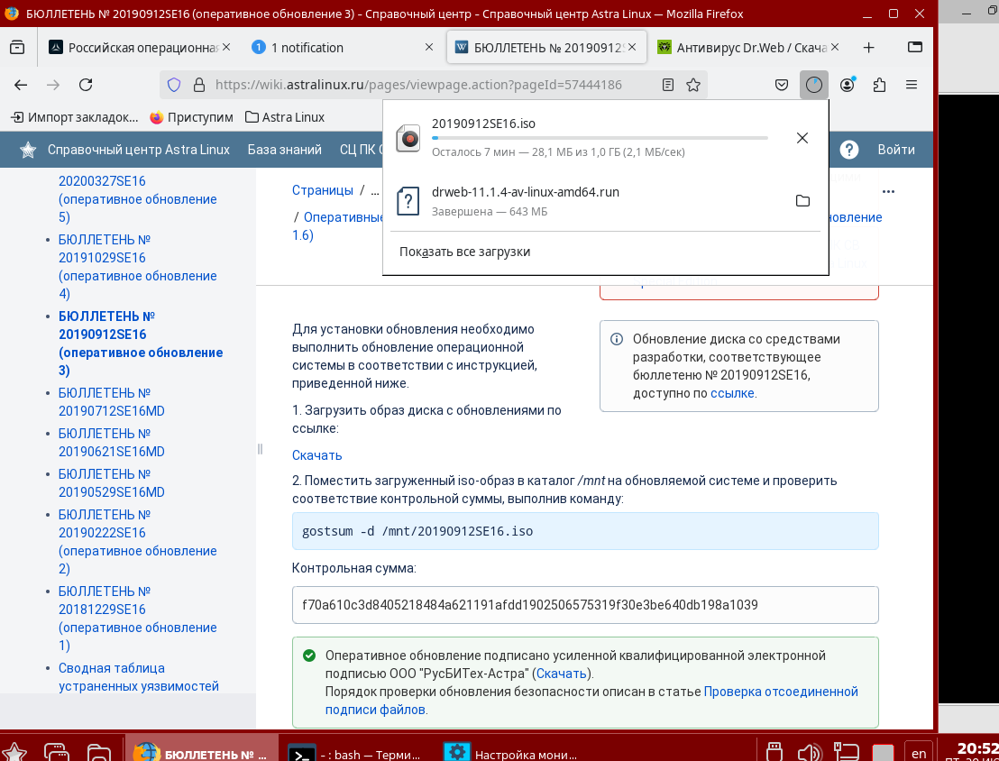 БЮЛЛЕТЕНЬ № 20190912SE16 (оперативное обновление 3) - Справочный центр - Справочный центр Astra Linux — Mozilla Firefox
Российская операционна
1 notification
БЮЛЛЕТЕНЬ № 20190912S
Антивирус Dr.Web / Скача
https://wiki.astralinux.ru/pages/viewpage.action?pageId=57444186
Импорт закладок...
Приступим
Astra Linux
20190912SE16.iso
Осталось 7 мин — 28,1 МБ из 1,0 ГБ (2,1 МБ/сек)
drweb-11.1.4-av-linux-amd64.run
Завершена — 643 МБ
Показать все загрузки
Справочный центр Astra Linux
База знаний
СЦ ПК
Войти
20200327SE16
(оперативное обновление
5)
БЮЛЛЕТЕНЬ №
20191029SE16
(оперативное обновление
4)
БЮЛЛЕТЕНЬ №
20190912SE16
(оперативное обновление
3)
БЮЛЛЕТЕНЬ №
20190712SE16MD
БЮЛЛЕТЕНЬ №
20190621SE16MD
БЮЛЛЕТЕНЬ №
20190529SE16MD
БЮЛЛЕТЕНЬ №
20190222SE16
(оперативное обновление
2)
БЮЛЛЕТЕНЬ №
20181229SE16
(оперативное обновление
1)
Сводная таблица
устраненных уязвимостей
Страницы / ...
/ Оперативные
новление
1.6)
Для установки обновления необходимо
выполнить обновление операционной
системы в соответствии с инструкцией,
приведенной ниже.
Обновление диска со средствами
разработки, соответствующее
бюллетеню № 20190912SE16,
доступно по ссылке.
1. Загрузить образ диска с обновлениями по
ссылке:
Скачать
2. Поместить загруженный iso-образ в каталог /mnt на обновляемой системе и проверить
соответствие контрольной суммы, выполнив команду:
gostsum -d /mnt/20190912SE16.iso
Контрольная сумма:
f70a610c3d8405218484a621191afdd1902506575319f30e3be640db198a1039
Оперативное обновление подписано усиленной квалифицированной электронной
подписью ООО "РусБИТех-Астра" (Скачать).
Порядок проверки обновления безопасности описан в статье Проверка отсоединенной
подписи файлов.
БЮЛЛЕТЕНЬ № ...
- : bash — Терми...
Настройка мони...
en
20:52